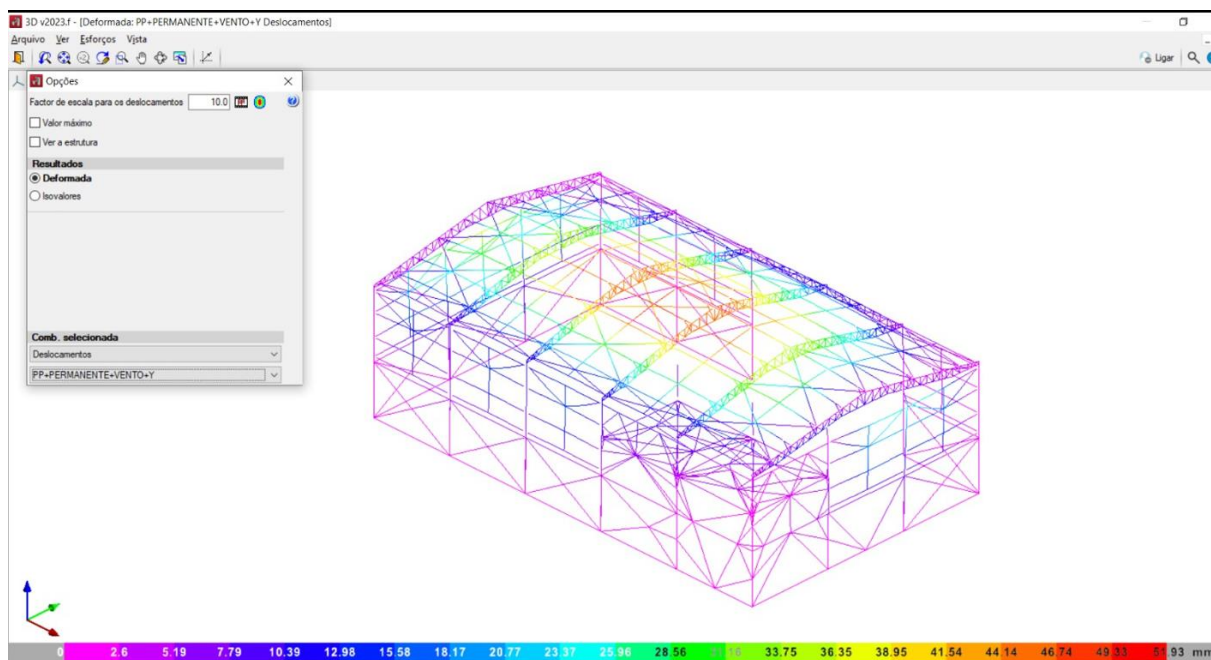 3D v2023.f - [Deformada: PP+PERMANENTE+VENTO+Y Deslocamentos]
Arquivo Ver Esforços Vista
Ligar
Opções
Factor de escala para os deslocamentos 10.0
Valor máximo
Ver a estrutura
Resultados
Deformada
Isovalores
Comb. selecionada
Deslocamentos
PP+PERMANENTE+VENTO+Y
0 2.6 5.19 7.79 10.39 12.98 15.58 18.17 20.77 23.37 25.96 28.56 33.75 36.35 38.95 41.54 44.14 46.74 49.33 51.93 mm